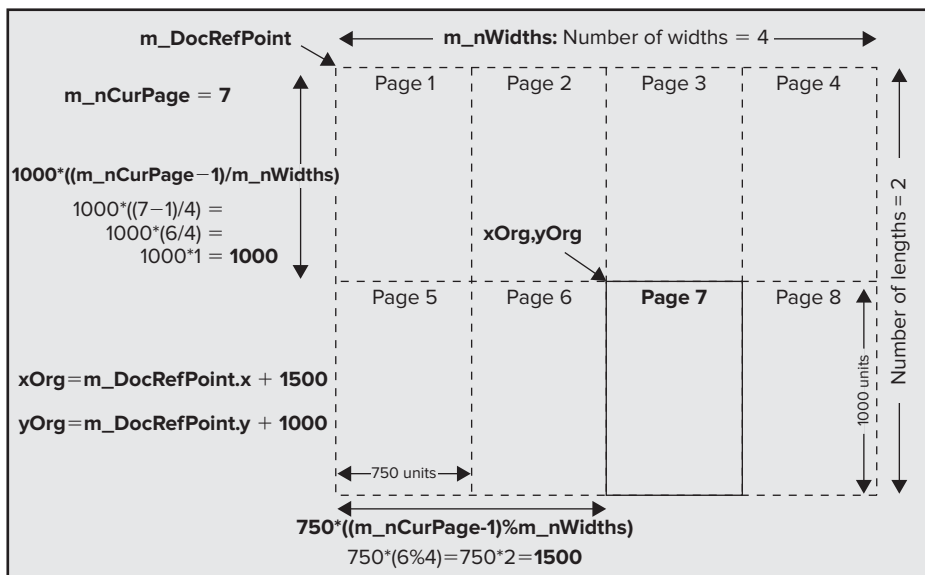 m_DocRefPoint
m_nWidths: Number of widths = 4
m_nCurPage = 7
Page 1
Page 2
Page 3
Page 4
1000*((m_nCurPage−1)/m_nWidths)
1000*((7−1)/4) =
1000*(6/4) =
1000*1 = 1000
xOrg,yOrg
Number of lengths = 2
Page 5
Page 6
Page 7
Page 8
xOrg=m_DocRefPoint.x + 1500
yOrg=m_DocRefPoint.y + 1000
1000 units
750 units
750*((m_nCurPage-1)%m_nWidths)
750*(6%4)=750*2=1500